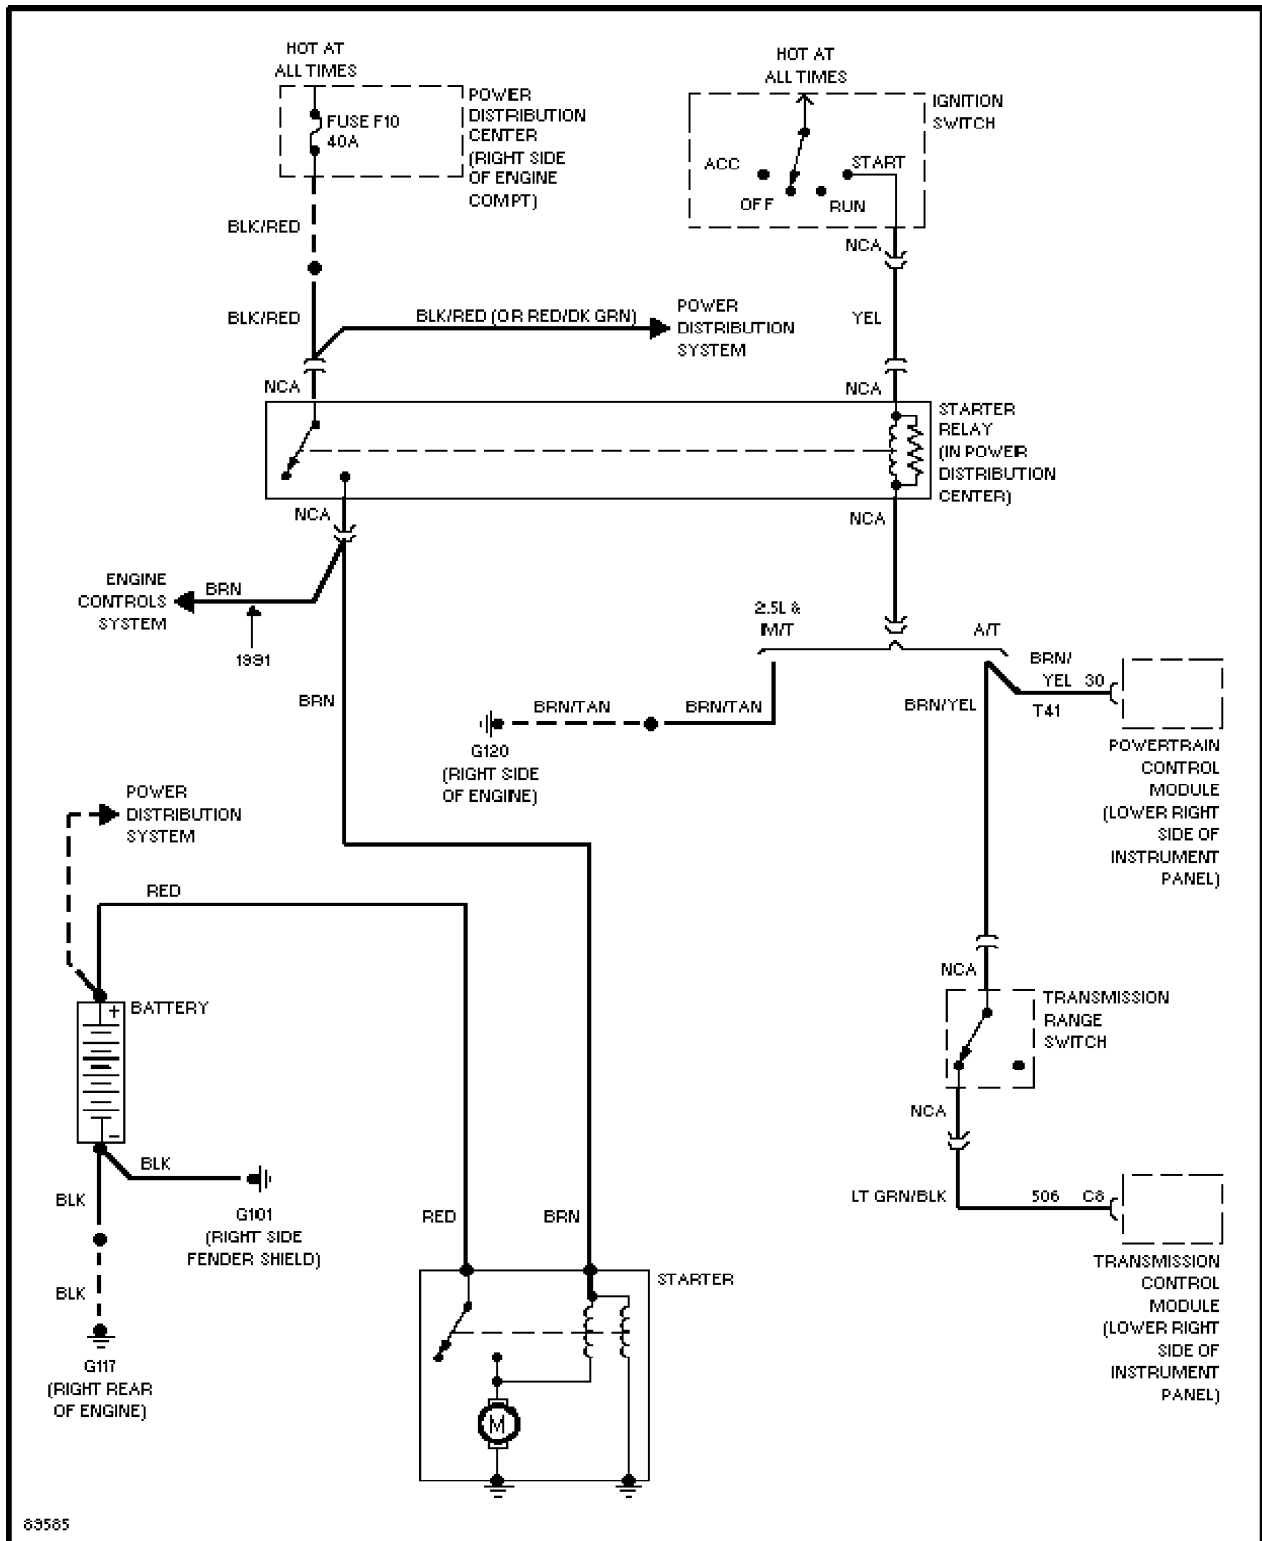 HOT AT
ALL TIMES
FUSE F10
40A
POWER
DISTRIBUTION
CENTER
(RIGHT SIDE
OF ENGINE
COMPT)
HOT AT
ALL TIMES
IGNITION
SWITCH
ACC
START
OFF
RUN
BLK/RED
NCA
BLK/RED
BLK/RED (OR RED/DK GRN)
POWER
DISTRIBUTION
SYSTEM
YEL
NCA
NCA
STARTER
RELAY
(IN POWER
DISTRIBUTION
CENTER)
NCA
NCA
ENGINE
CONTROLS
SYSTEM
BRN
1991
2.5L &
M/T
A/T
BRN/
YEL 30
T41
BRN
BRN/TAN
BRN/TAN
BRN/YEL
G120
(RIGHT SIDE
OF ENGINE)
POWERTRAIN
CONTROL
MODULE
(LOWER RIGHT
SIDE OF
INSTRUMENT
PANEL)
POWER
DISTRIBUTION
SYSTEM
RED
NCA
BATTERY
+
−
TRANSMISSION
RANGE
SWITCH
NCA
BLK
BLK
G101
(RIGHT SIDE
FENDER SHIELD)
LT GRN/BLK 506 C8
RED
BRN
BLK
TRANSMISSION
CONTROL
MODULE
(LOWER RIGHT
SIDE OF
INSTRUMENT
PANEL)
STARTER
G117
(RIGHT REAR
OF ENGINE)
M
89585